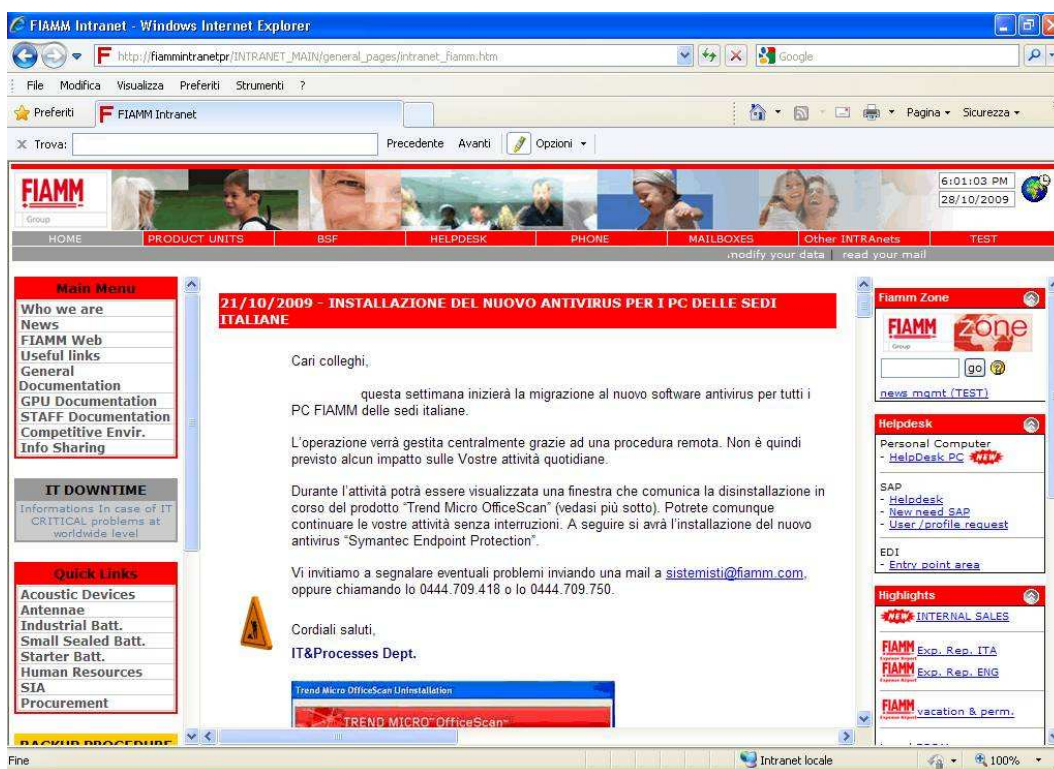 FIAMM Intranet - Windows Internet Explorer
http://fiammintranetpr/INTRANET_MAIN/general_pages/intranet_fiamm.htm
Google
File Modifica Visualizza Preferiti Strumenti ?
Preferiti
FIAMM Intranet
Pagina
Sicurezza
Trova:
Precedente Avanti
Opzioni
FIAMM
Group
6:01:03 PM
28/10/2009
HOME PRODUCT UNITS BSF HELPDESK PHONE MAILBOXES Other INTRAnets TEST
modify your data | read your mail
Main Menu
Who we are
News
FIAMM Web
Useful links
General
Documentation
GPU Documentation
STAFF Documentation
Competitive Envir.
Info Sharing
IT DOWNTIME
Informations In case of IT
CRITICAL problems at
worldwide level
Quick Links
Acoustic Devices
Antennae
Industrial Batt.
Small Sealed Batt.
Starter Batt.
Human Resources
SIA
Procurement
BACKUP PROCEDURE
21/10/2009 - INSTALLAZIONE DEL NUOVO ANTIVIRUS PER I PC DELLE SEDI
ITALIANE
Cari colleghi,
questa settimana inizierà la migrazione al nuovo software antivirus per tutti i
PC FIAMM delle sedi italiane.
L'operazione verrà gestita centralmente grazie ad una procedura remota. Non è quindi
previsto alcun impatto sulle Vostre attività quotidiane.
Durante l'attività potrà essere visualizzata una finestra che comunica la disinstallazione in
corso del prodotto “Trend Micro OfficeScan” (vedasi più sotto). Potrete comunque
continuare le vostre attività senza interruzioni. A seguire si avrà l'installazione del nuovo
antivirus “Symantec Endpoint Protection”.
Vi invitiamo a segnalare eventuali problemi inviando una mail a sistemisti@fiamm.com,
oppure chiamando lo 0444.709.418 o lo 0444.709.750.
Cordiali saluti,
IT&Processes Dept.
Trend Micro OfficeScan Uninstallation
TREND MICRO™ OfficeScan™
Fiamm Zone
FIAMM zone
Group
go
news mgmt (TEST)
Helpdesk
Personal Computer
- HelpDesk PC NEW
SAP
- Helpdesk
- New need SAP
- User /profile request
EDI
- Entry point area
Highlights
NEW INTERNAL SALES
FIAMM Exp. Rep. ITA
FIAMM Exp. Rep. ENG
FIAMM vacation & perm.
Fine
Intranet locale
100%